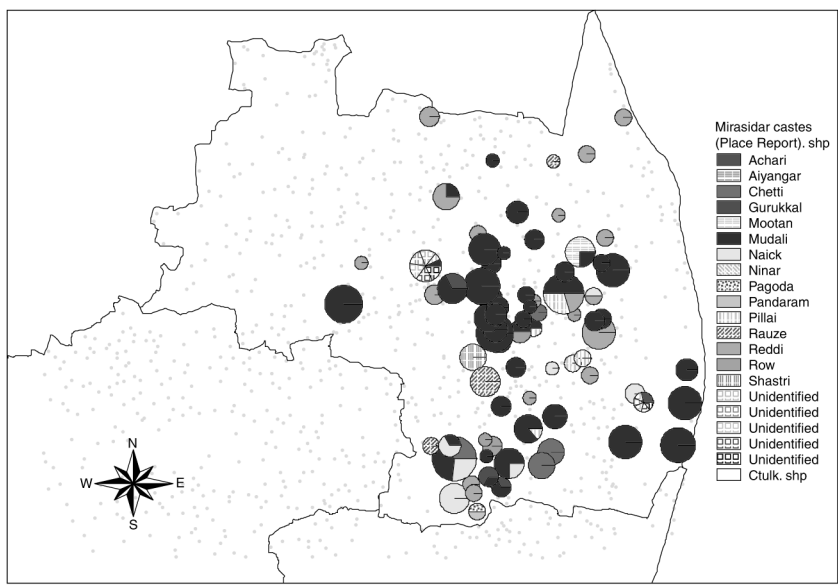 Mirasidar castes
(Place Report). shp
Achari
Aiyangar
Chetti
Gurukkal
Mootan
Mudali
Naick
Ninar
Pagoda
Pandaram
Pillai
Rauze
Reddi
Row
Shastri
Unidentified
Unidentified
Unidentified
Unidentified
Unidentified
Ctulk. shp
N
W E
S